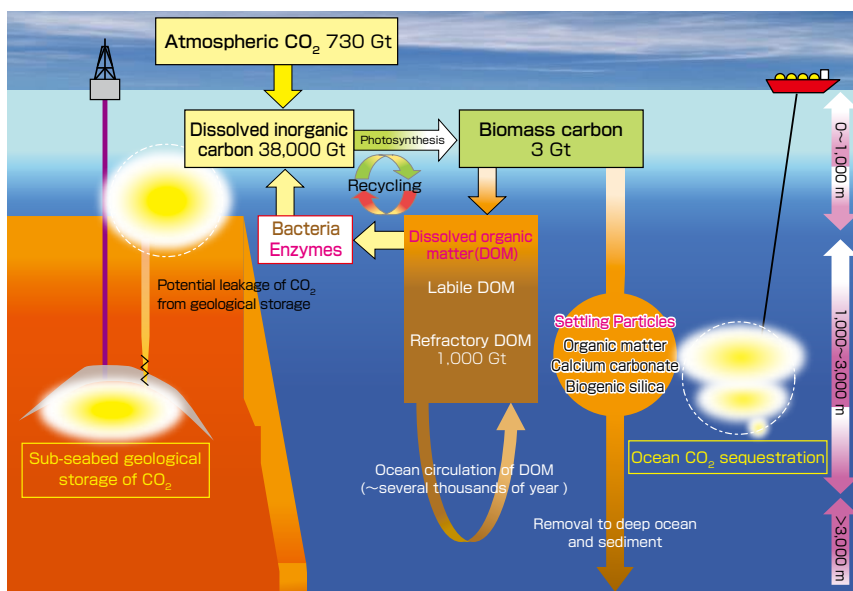 Atmospheric CO₂ 730 Gt
Dissolved inorganic
carbon 38,000 Gt
Photosynthesis
Biomass carbon
3 Gt
Recycling
Bacteria
Enzymes
Dissolved organic
matter(DOM)
Labile DOM
Refractory DOM
1,000 Gt
Potential leakage of CO₂
from geological storage
Settling Particles
Organic matter
Calcium carbonate
Biogenic silica
Sub-seabed geological
storage of CO₂
Ocean circulation of DOM
(～several thousands of year )
Ocean CO₂ sequestration
Removal to deep ocean
and sediment
0～1,000 m
1,000～3,000 m
>3,000 m